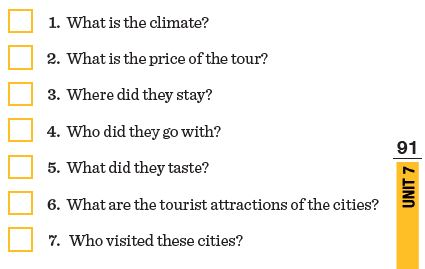 1. What is the climate?
2. What is the price of the tour?
3. Where did they stay?
4. Who did they go with?
5. What did they taste?
6. What are the tourist attractions of the cities?
7. Who visited these cities?
91
UNIT 7